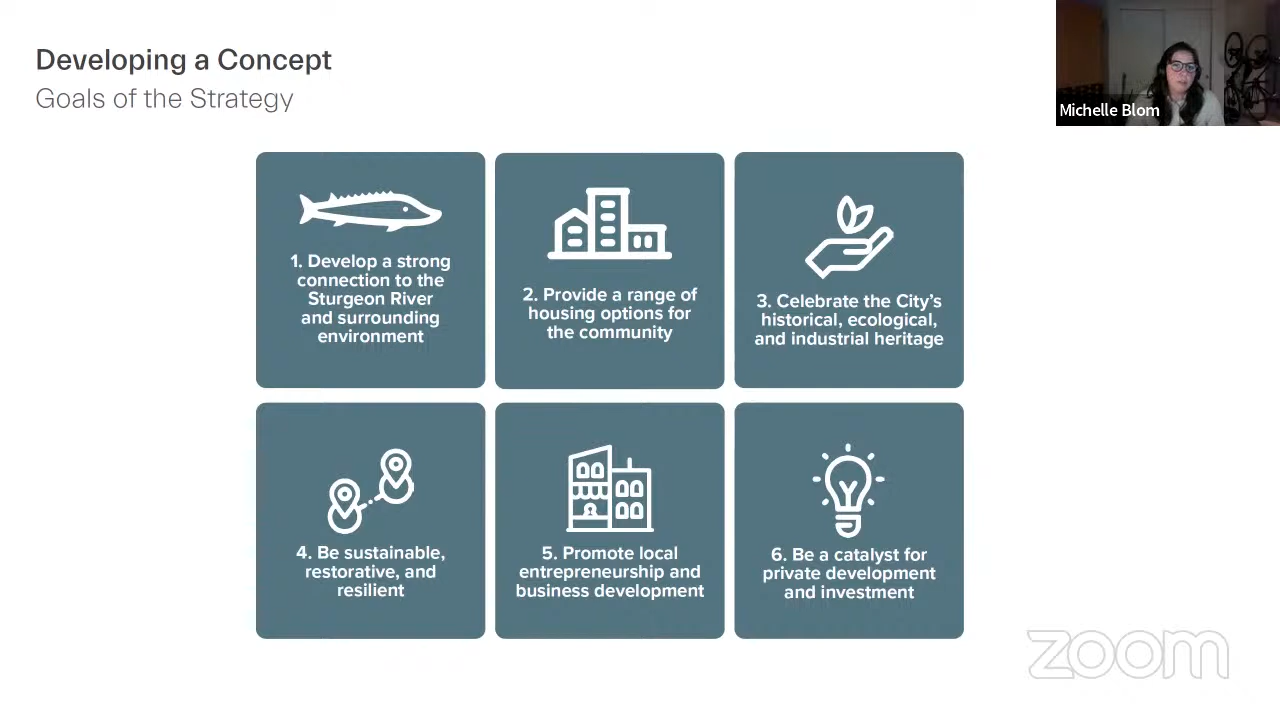 Developing a Concept
Goals of the Strategy
Michelle Blom
1. Develop a strong
connection to the
Sturgeon River
and surrounding
environment
2. Provide a range of
housing options for
the community
3. Celebrate the City's
historical, ecological,
and industrial heritage
4. Be sustainable,
restorative, and
resilient
5. Promote local
entrepreneurship and
business development
6. Be a catalyst for
private development
and investment
zoom